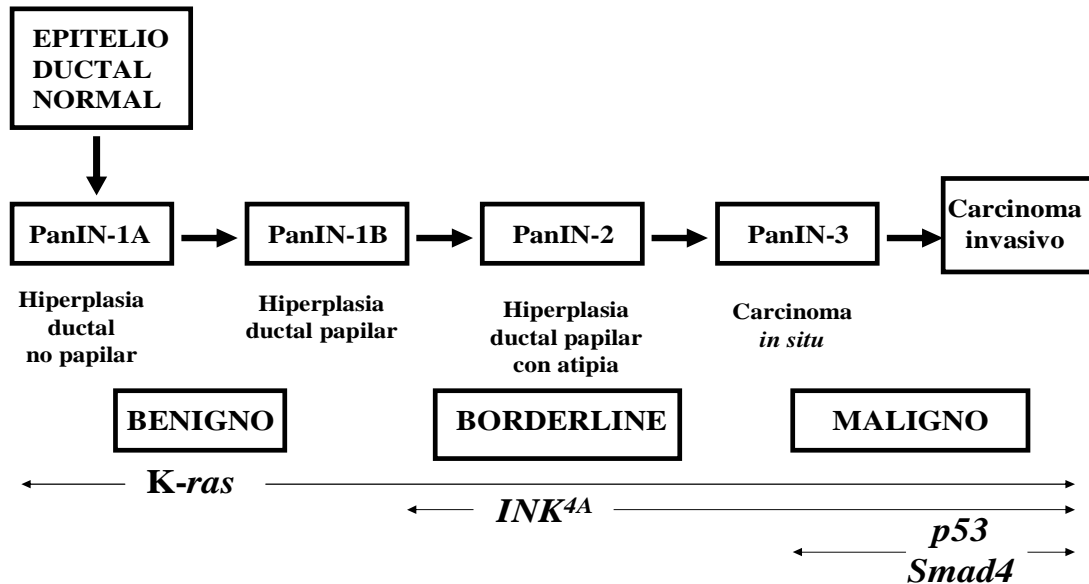 EPITELIO
DUCTAL
NORMAL
PanIN-1A
PanIN-1B
PanIN-2
PanIN-3
Carcinoma
invasivo
Hiperplasia
ductal
no papilar
Hiperplasia
ductal papilar
Hiperplasia
ductal papilar
con atipia
Carcinoma
in situ
BENIGNO
BORDERLINE
MALIGNO
K-ras
INK4A
p53
Smad4